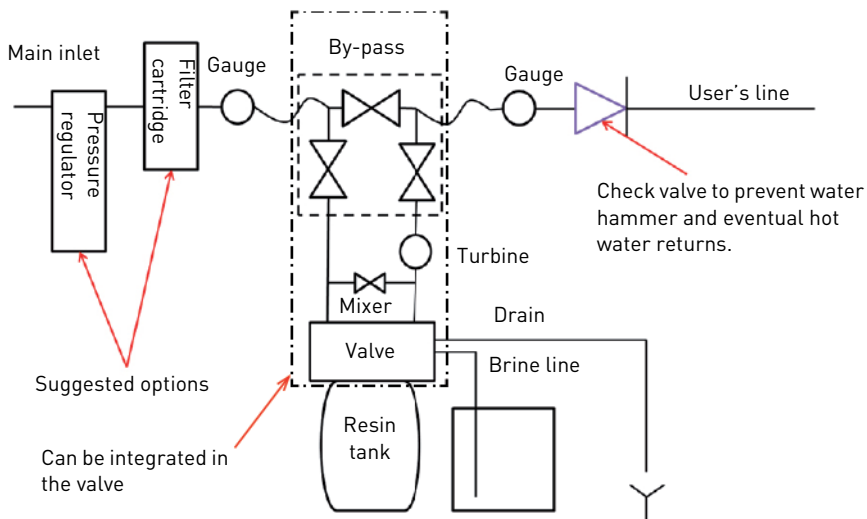 Main inlet
Pressure
regulator
Filter
cartridge
Gauge
By-pass
Gauge
User's line
Check valve to prevent water
hammer and eventual hot
water returns.
Turbine
Mixer
Valve
Drain
Brine line
Resin
tank
Suggested options
Can be integrated in
the valve